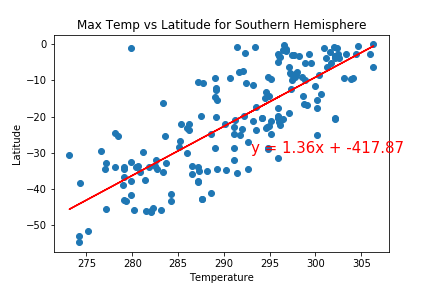 Max Temp vs Latitude for Southern Hemisphere
0
−10
−20
−30
−40
−50
Latitude
y = 1.36x + -417.87
275 280 285 290 295 300 305
Temperature